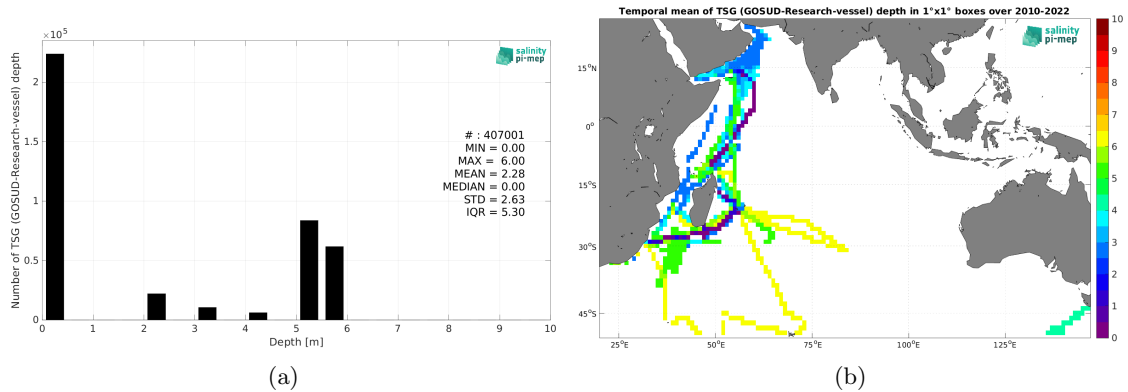 ×10⁵
2
1.5
1
0.5
0
0 1 2 3 4 5 6 7 8 9 10
Number of TSG (GOSUD-Research-vessel) depth
Depth [m]
salinity
pi-mep
# : 407001
MIN = 0.00
MAX = 6.00
MEAN = 2.28
MEDIAN = 0.00
STD = 2.63
IQR = 5.30
(a)
Temporal mean of TSG (GOSUD-Research-vessel) depth in 1°x1° boxes over 2010-2022
salinity
pi-mep
15°N
0°
15°S
30°S
45°S
25°E 50°E 75°E 100°E 125°E
10
9
8
7
6
5
4
3
2
1
0
(b)